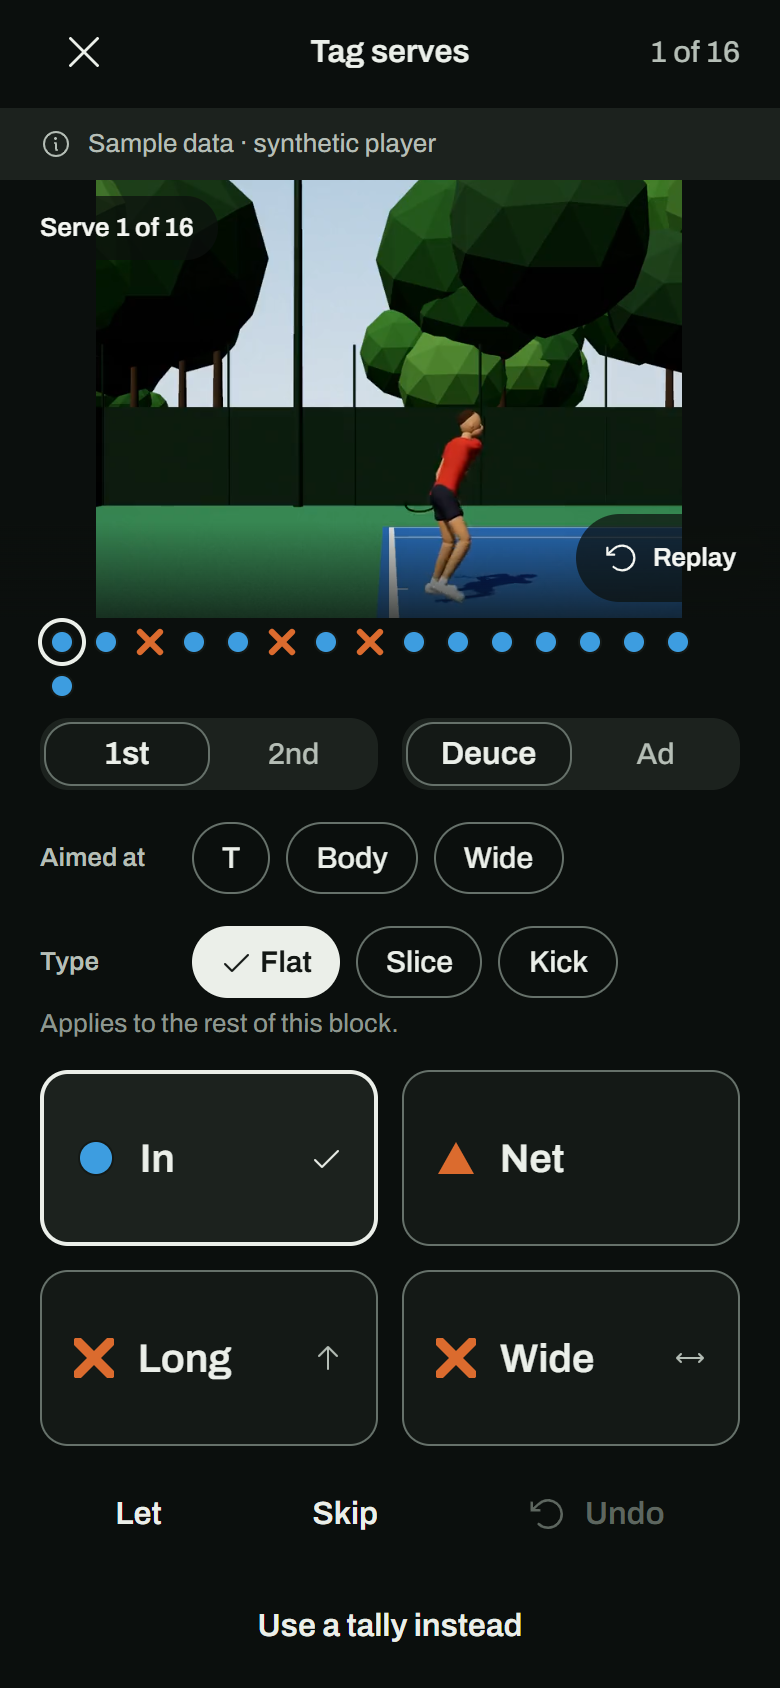 Tag serves
1 of 16
Sample data · synthetic player
Serve 1 of 16
Replay
1st 2nd Deuce Ad
Aimed at T Body Wide
Type Flat Slice Kick
Applies to the rest of this block.
In Net
Long Wide
Let Skip Undo
Use a tally instead